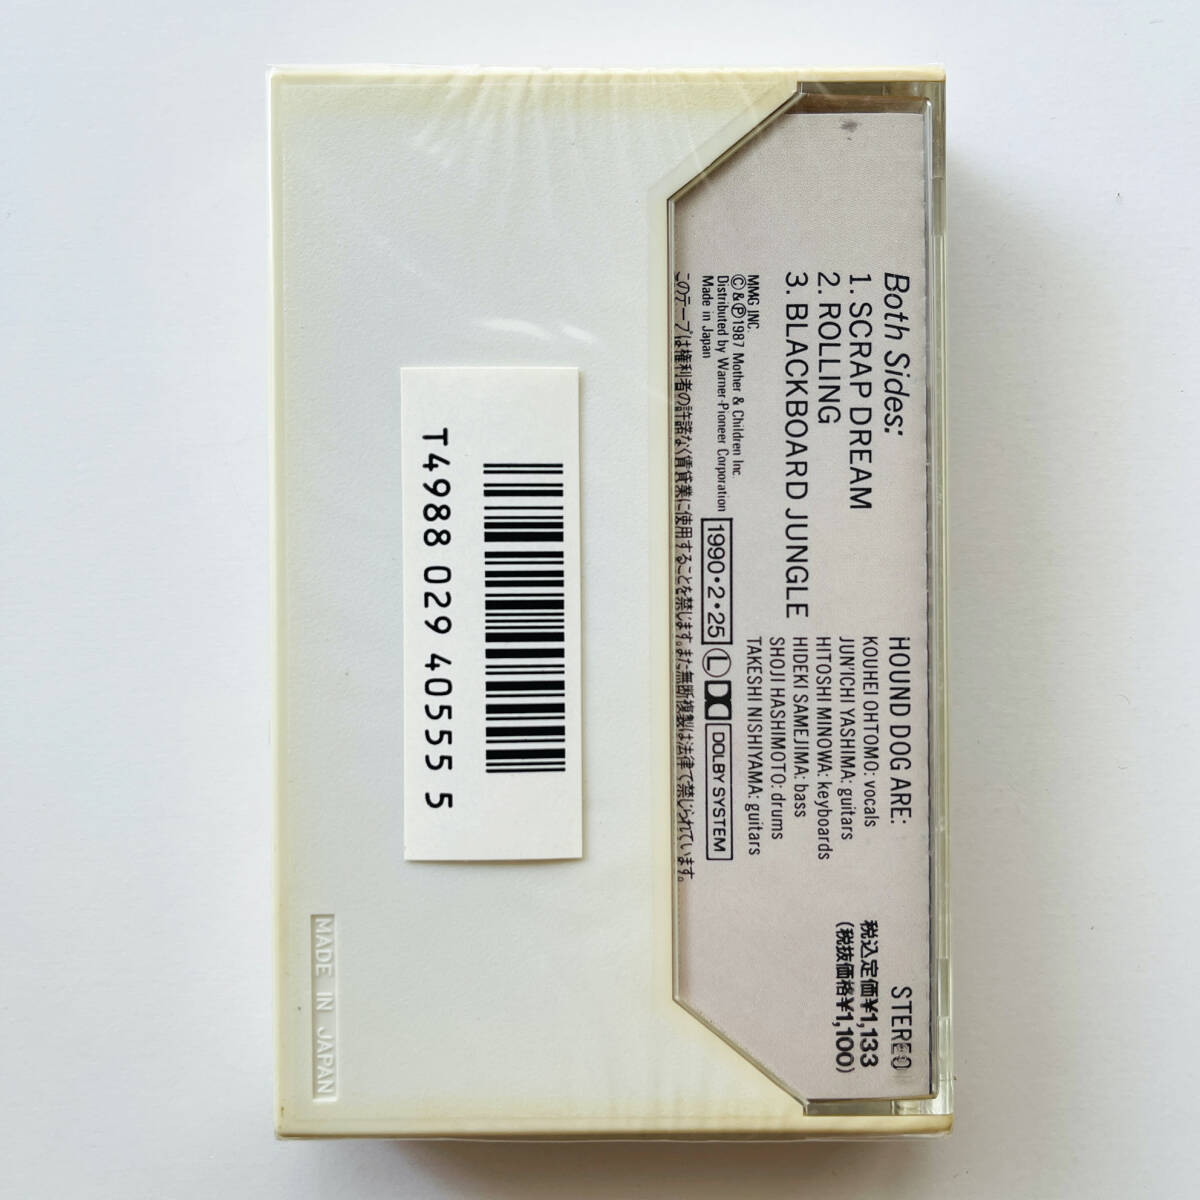 Both Sides:
1. SCRAP DREAM
2. ROLLING
3. BLACKBOARD JUNGLE
MMG INC.
Ⓒ & Ⓟ 1987 Mother & Children Inc.
Distributed by Warner-Pioneer Corporation
Made in Japan
1990・2・25 Ⓛ
DOLBY SYSTEM
このテープは権利者の許諾なく賃貸業に使用することを禁じます。また無断複製は法律で禁じられています。
HOUND DOG ARE:
KOUHEI OHTOMO: vocals
JUN'ICHI YASHIMA: guitars
HITOSHI MINOWA: keyboards
HIDEKI SAMEJIMA: bass
SHOJI HASHIMOTO: drums
TAKESHI NISHIYAMA: guitars
STEREO
税込定価¥1,133
(税抜価格¥1,100)
T4988 029 40555 5
MADE IN JAPAN